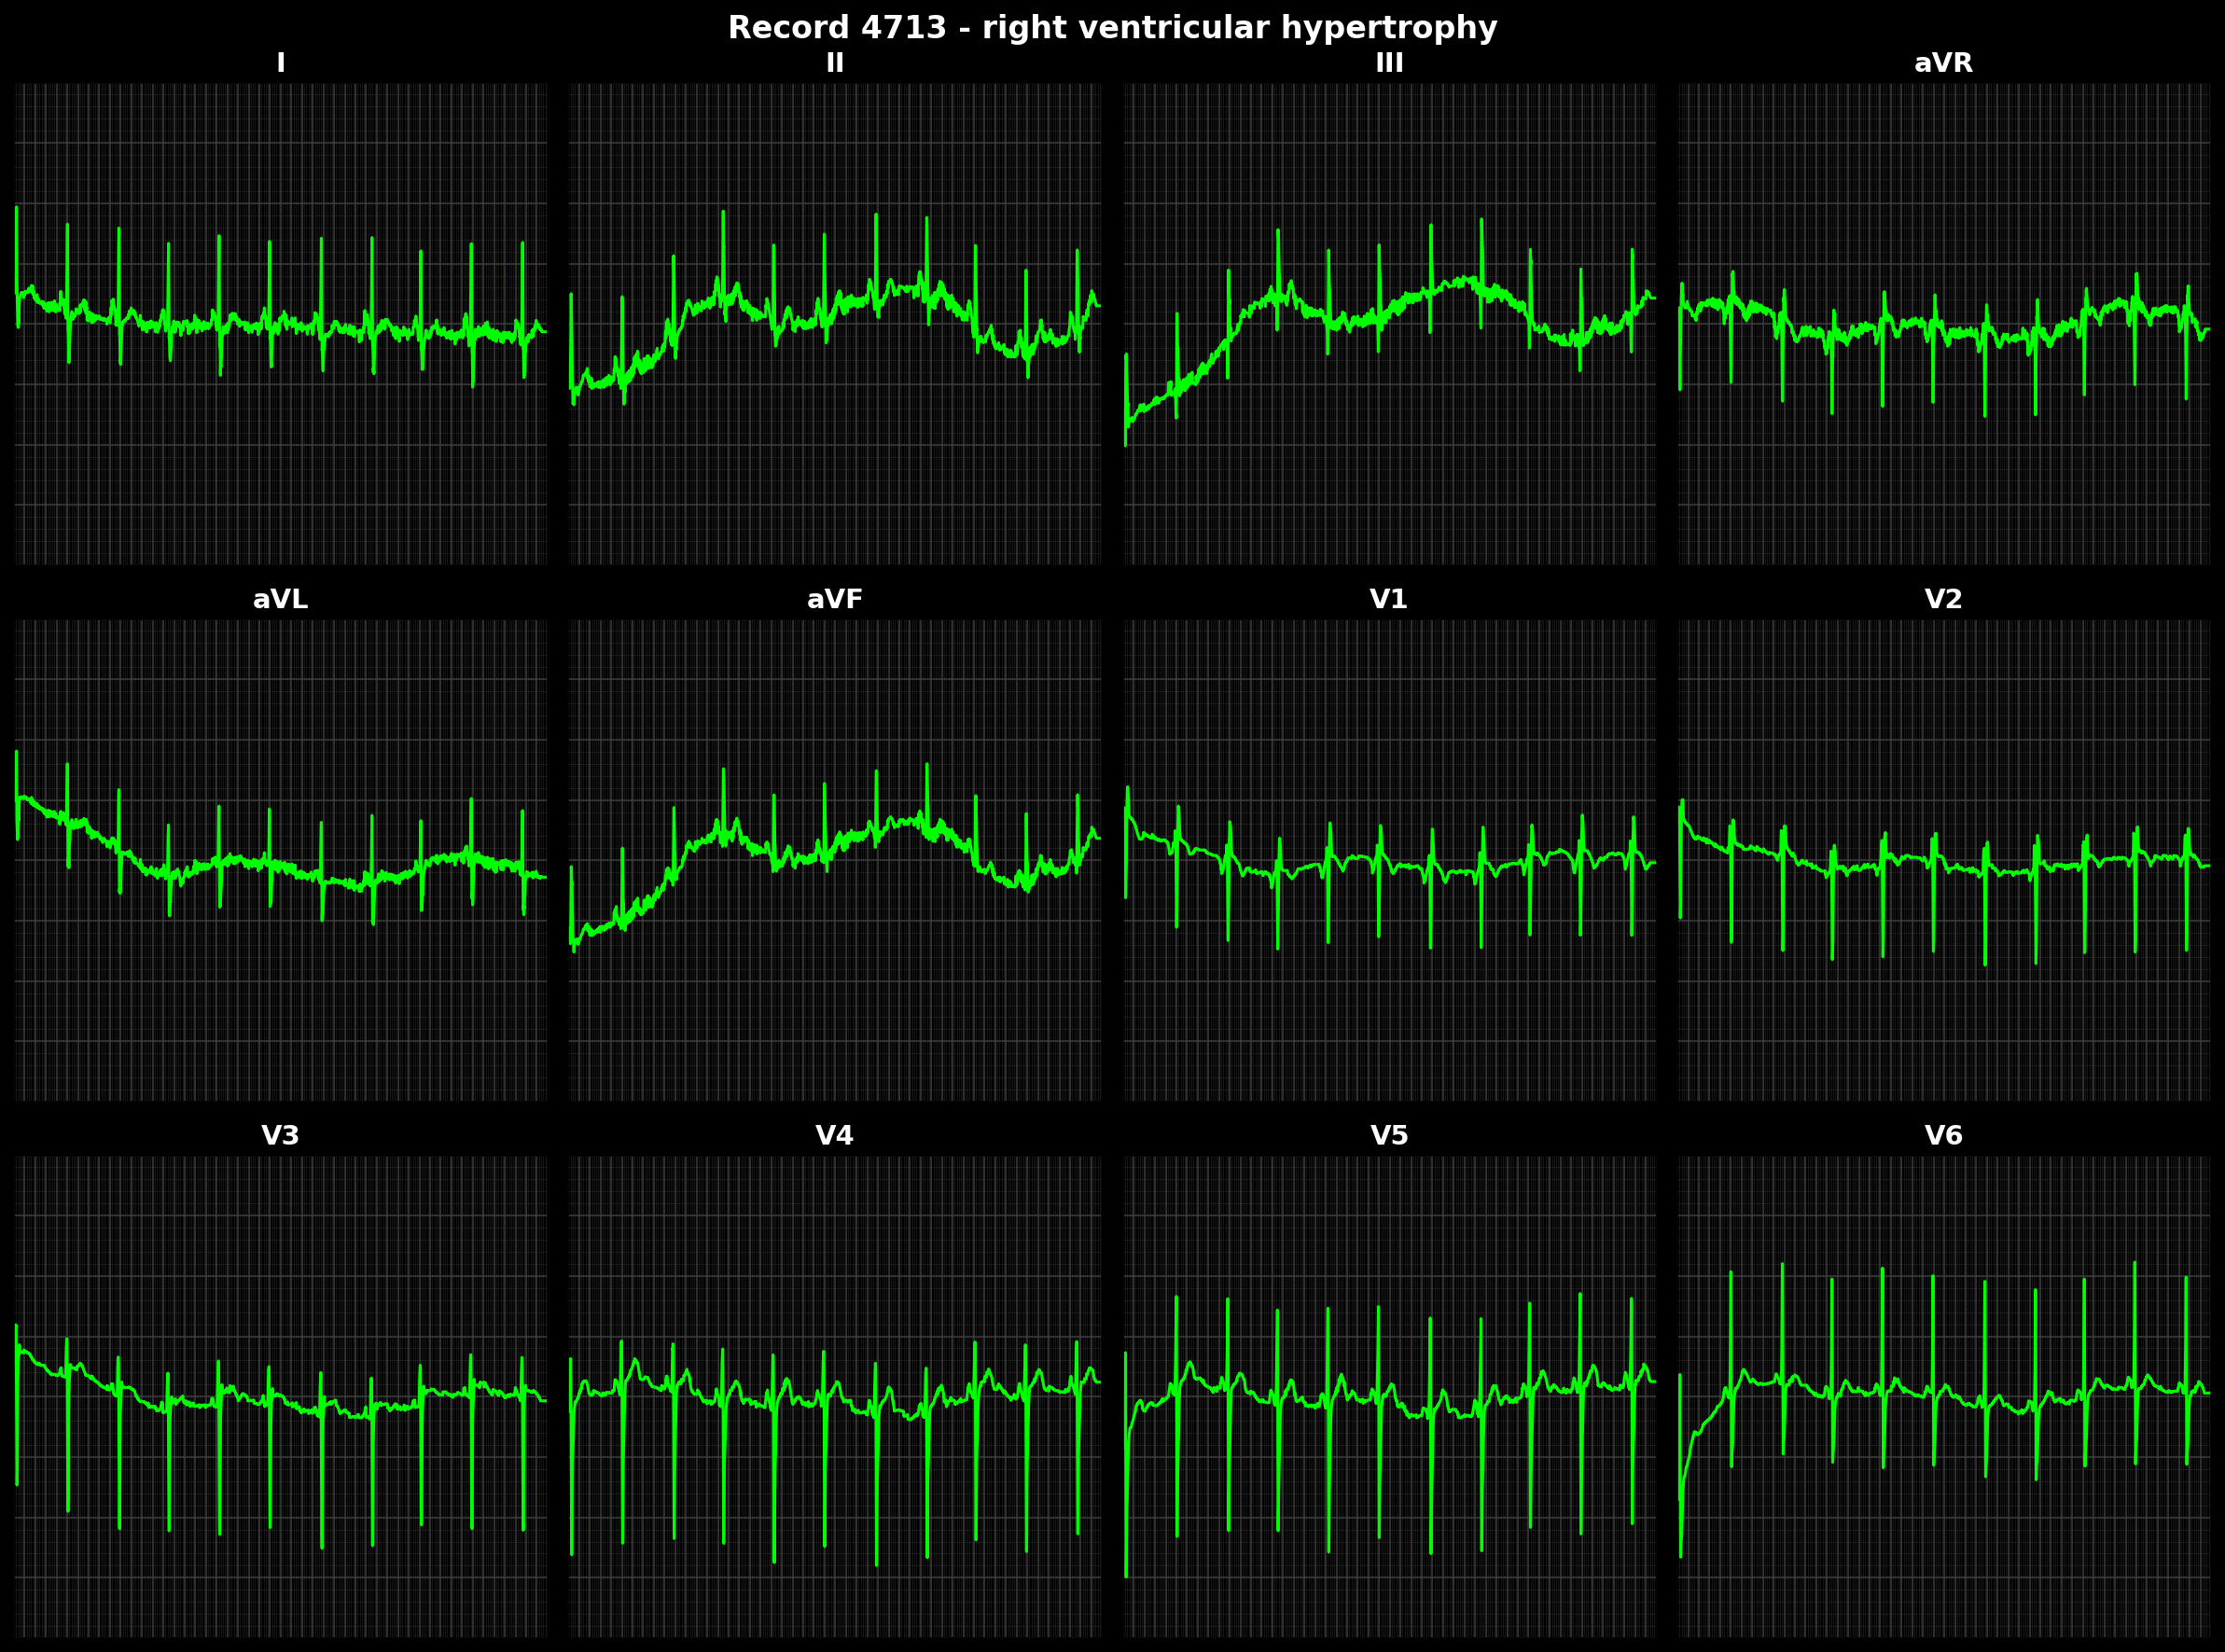 Record 4713 - right ventricular hypertrophy
I
II
III
aVR
aVL
aVF
V1
V2
V3
V4
V5
V6